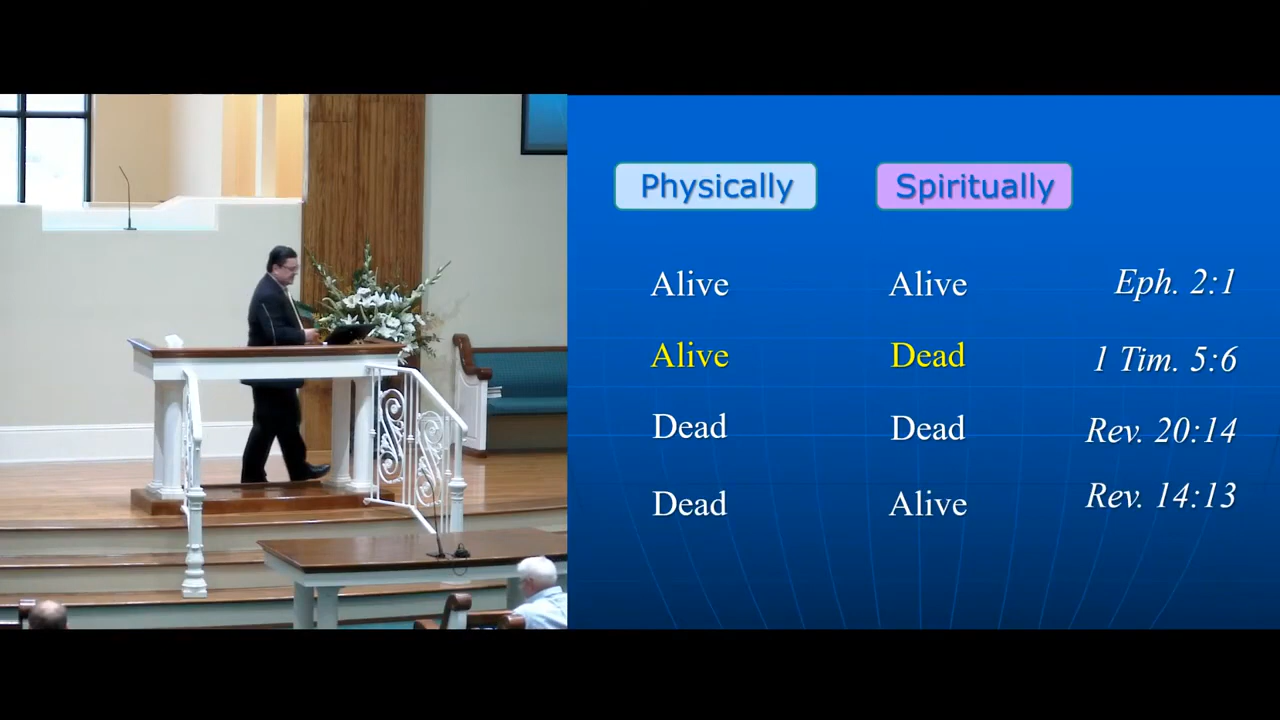 Physically Spiritually
Alive Alive Eph. 2:1
Alive Dead 1 Tim. 5:6
Dead Dead Rev. 20:14
Dead Alive Rev. 14:13